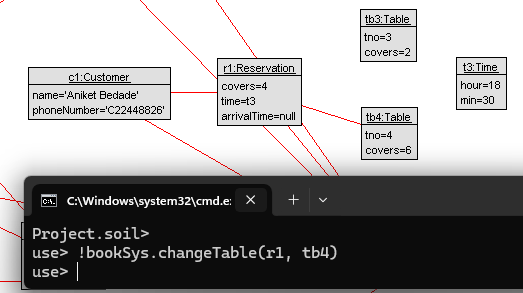 tb3:Table
tno=3
covers=2
c1:Customer
name='Aniket Bedade'
phoneNumber='C22448826'
r1:Reservation
covers=4
time=t3
arrivalTime=null
t3:Time
hour=18
min=30
tb4:Table
tno=4
covers=6
C:\Windows\system32\cmd.e
Project.soil>
use> !bookSys.changeTable(r1, tb4)
use>